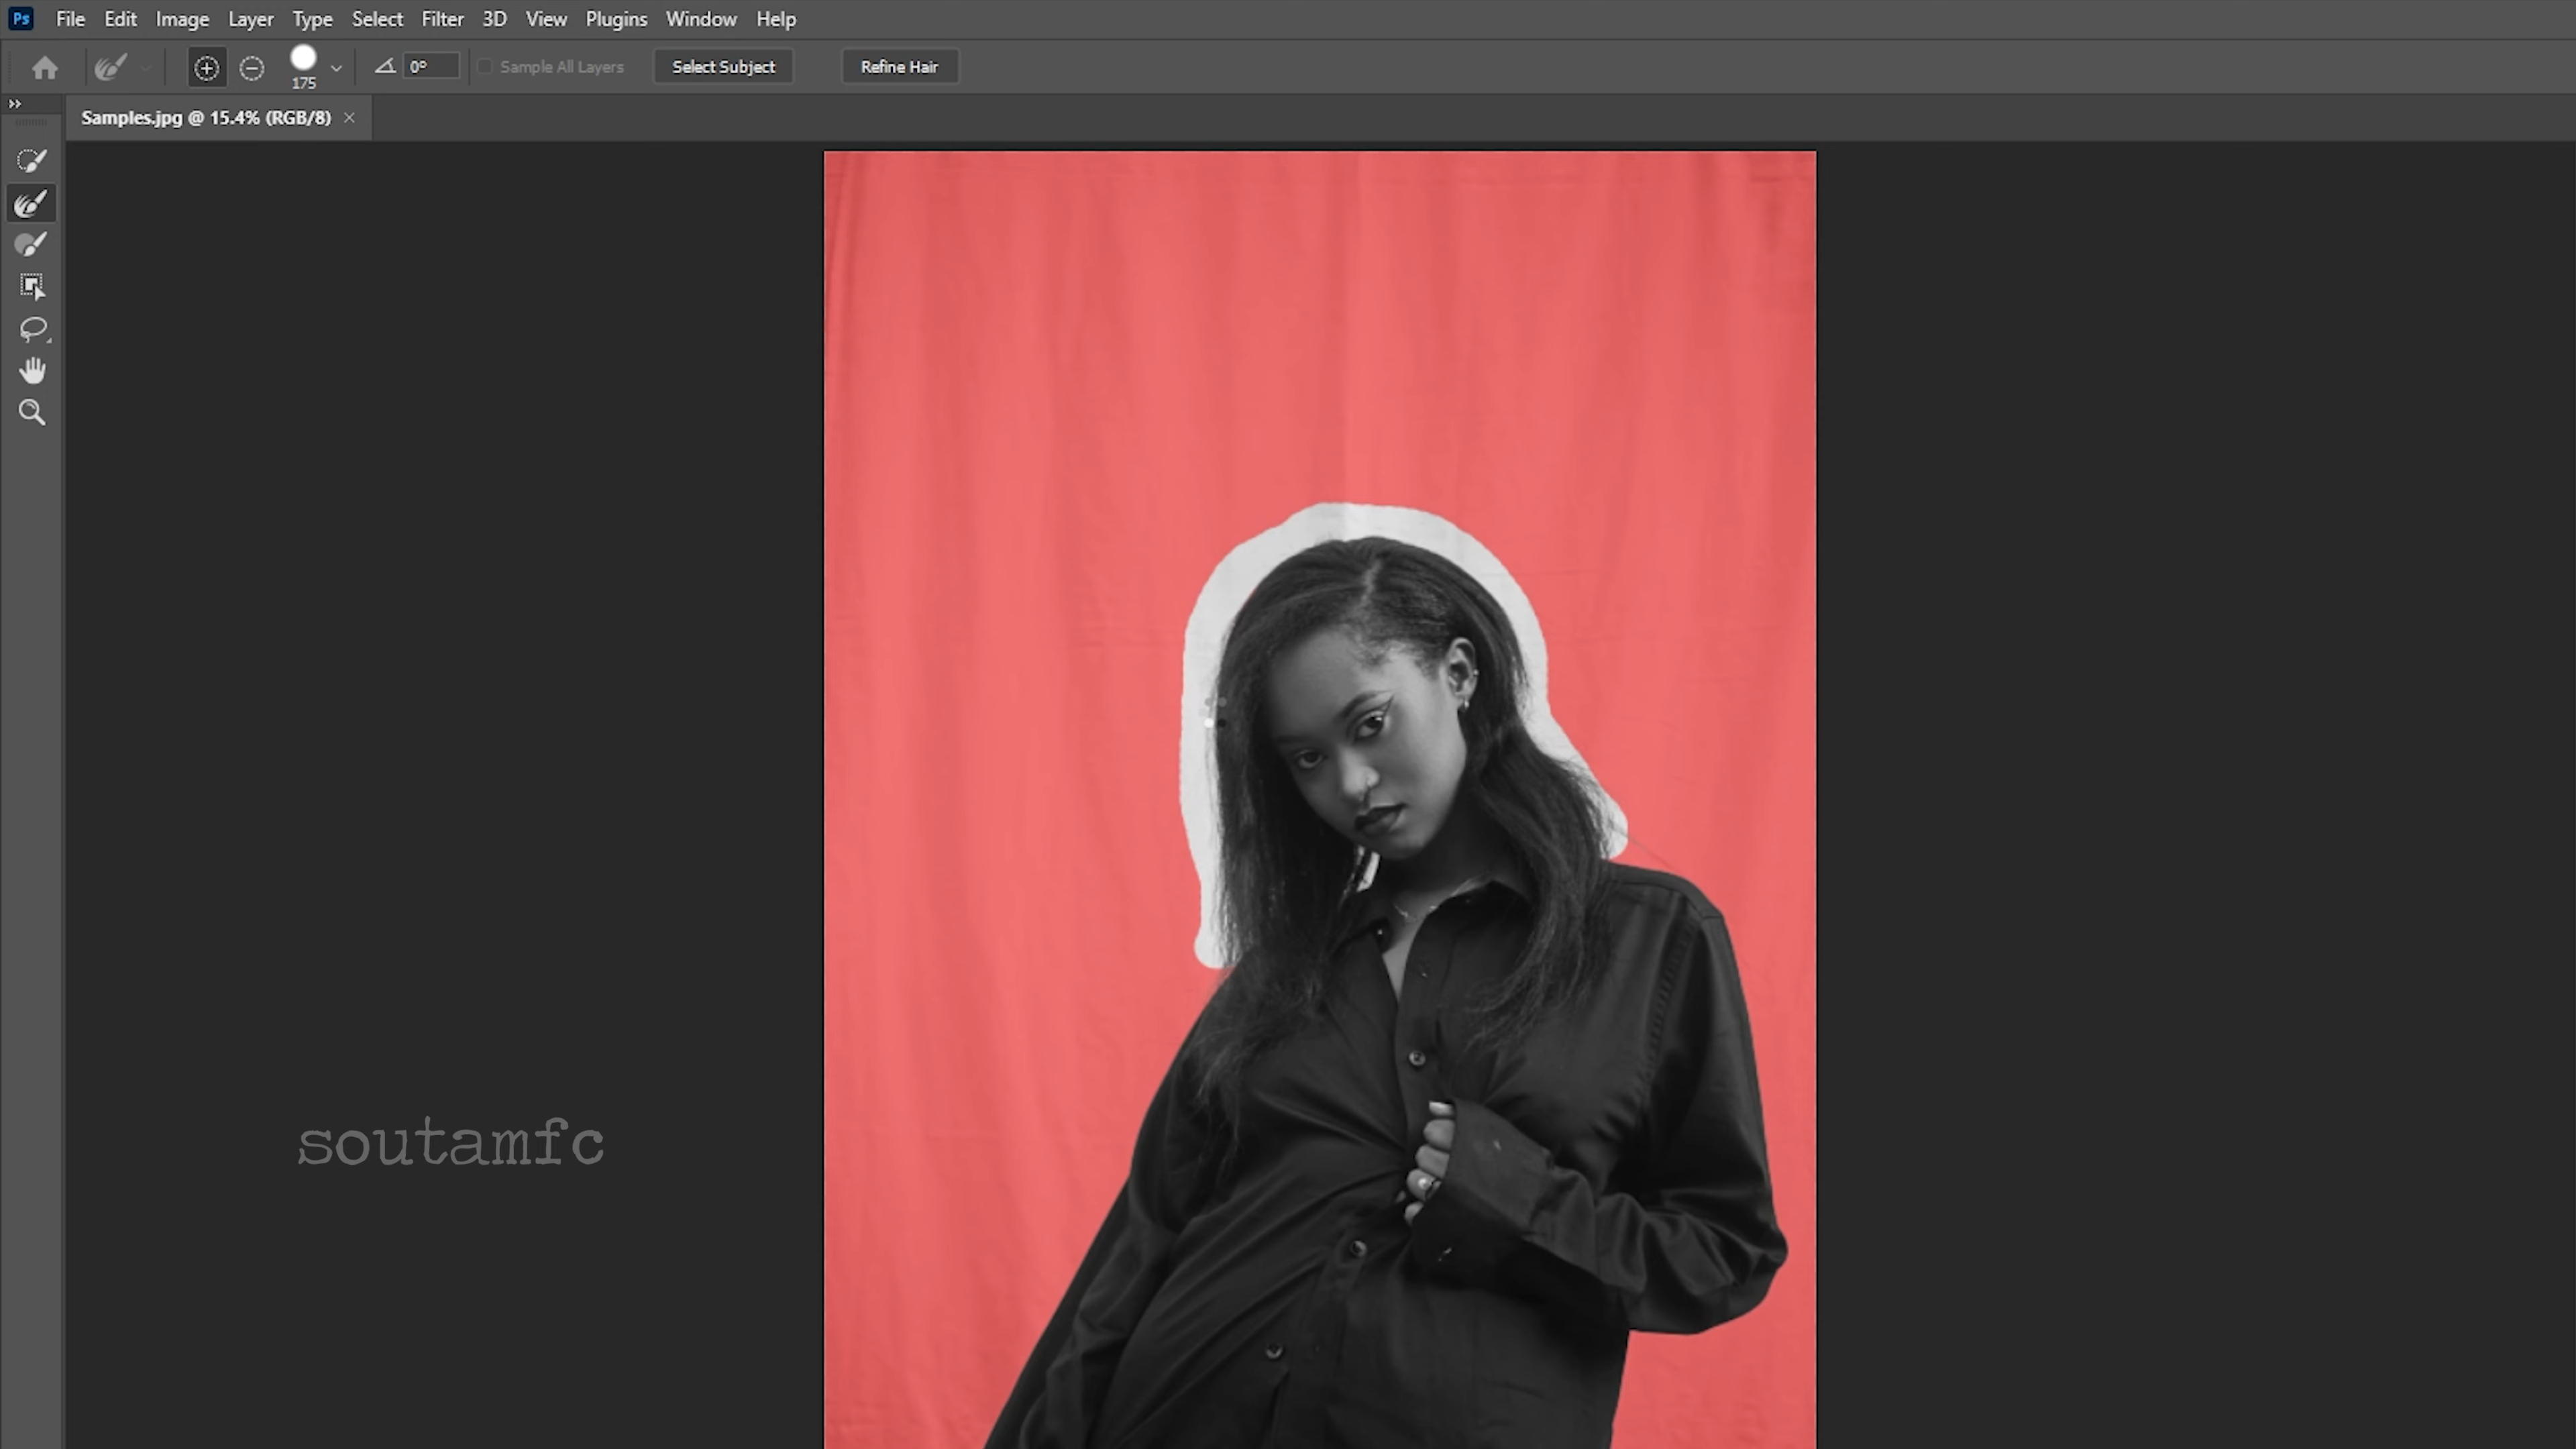 Ps File Edit Image Layer Type Select Filter 3D View Plugins Window Help
175 0° Sample All Layers Select Subject Refine Hair
Samples.jpg @ 15.4% (RGB/8) ×
soutamfc